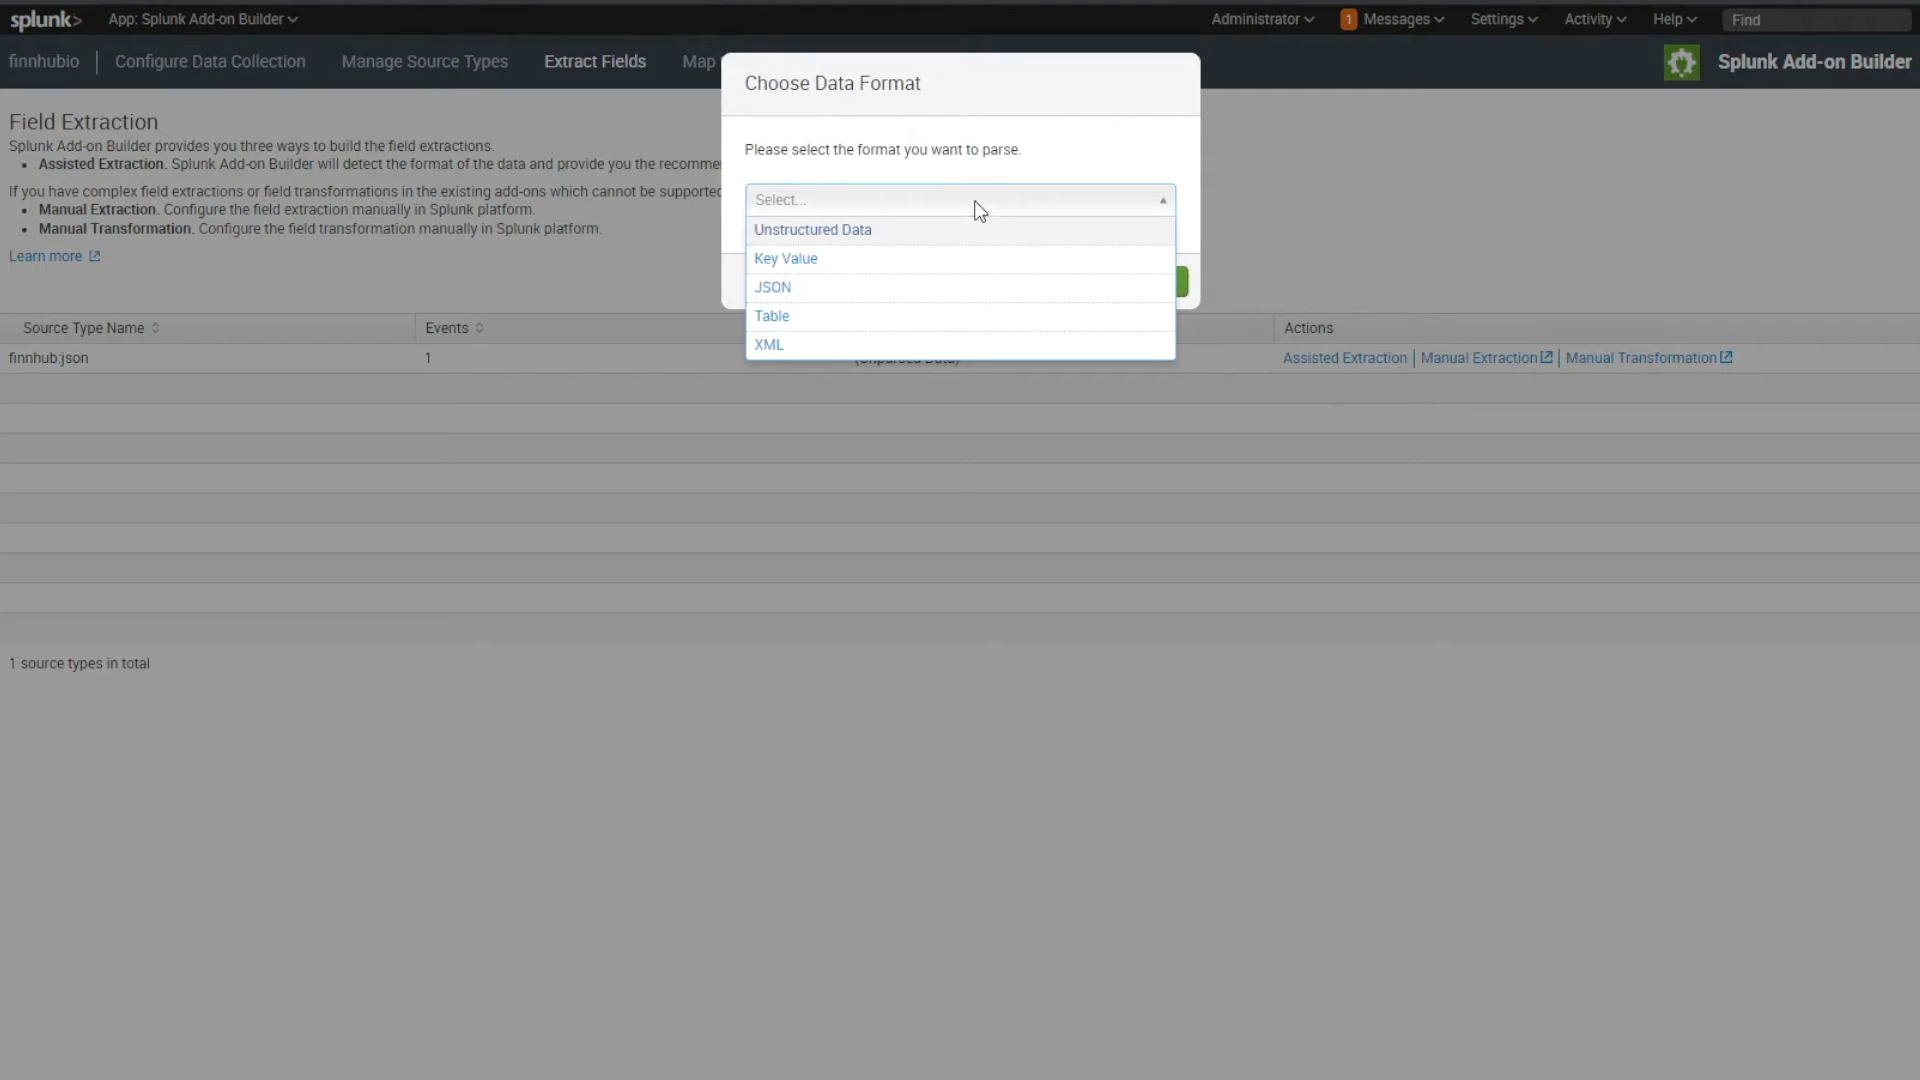 splunk> App: Splunk Add-on Builder Administrator 1 Messages Settings Activity Help Find
finnhubio Configure Data Collection Manage Source Types Extract Fields Map Splunk Add-on Builder
Choose Data Format
Field Extraction
Splunk Add-on Builder provides you three ways to build the field extractions.
Please select the format you want to parse.
• Assisted Extraction. Splunk Add-on Builder will detect the format of the data and provide you the recomme
If you have complex field extractions or field transformations in the existing add-ons which cannot be supported
Select...
• Manual Extraction. Configure the field extraction manually in Splunk platform.
• Manual Transformation. Configure the field transformation manually in Splunk platform.
Unstructured Data
Learn more
Key Value
JSON
Table
XML
Source Type Name Events Actions
finnhub:json 1 (Unparsed Data) Assisted Extraction | Manual Extraction | Manual Transformation
1 source types in total